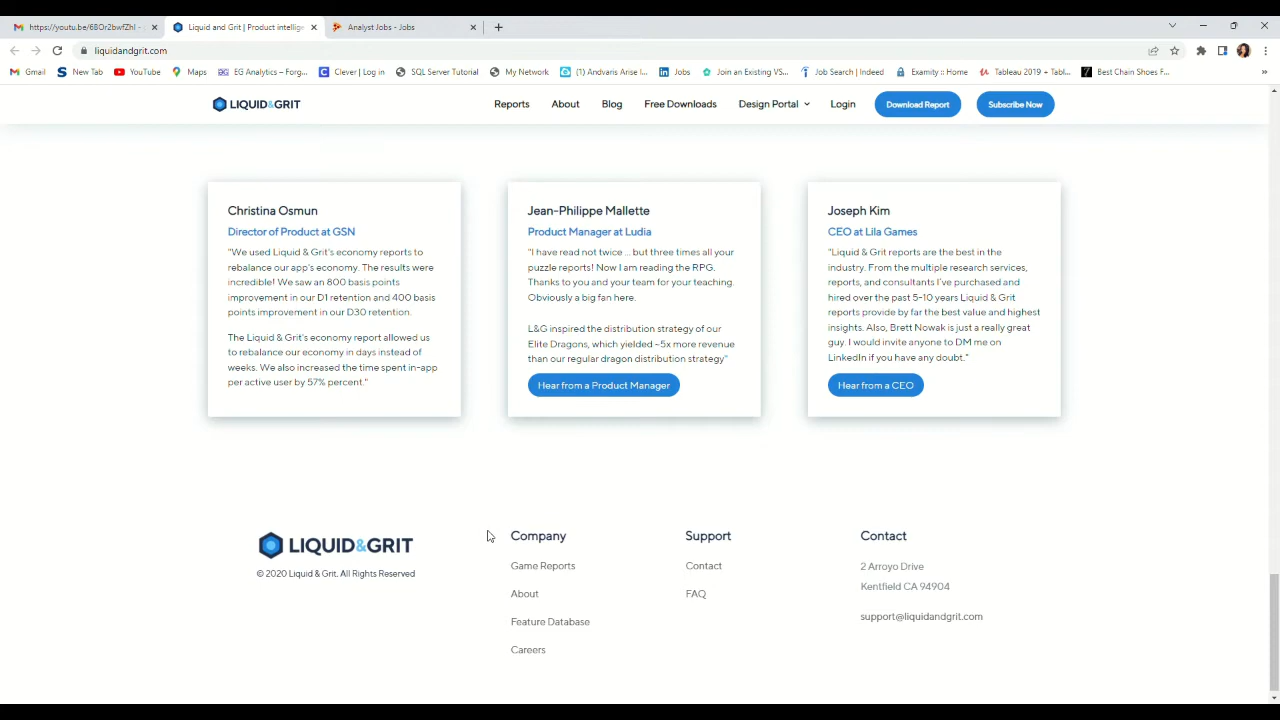 https://youtu.be/6BOr2bwfZhI -
Liquid and Grit | Product intellige
Analyst Jobs - Jobs
liquidandgrit.com
Gmail
New Tab
YouTube
Maps
EG Analytics – Forg...
Clever | Log
SQL Server Tutorial
My Network
(1) Andvaris Arise I...
Jobs
Join an Existing VS...
Job Search | Indeed
Examity :: Home
Tableau 2019 + Tabl...
Best Chain Shoes F...
LIQUID&GRIT
Reports
About
Blog
Free Downloads
Design Portal
Login
Download Report
Subscribe Now
Christina Osmun
Director of Product at GSN
"We used Liquid & Grit's economy reports to
rebalance our app's economy. The results were
incredible! We saw an 800 basis points
improvement in our D1 retention and 400 basis
points improvement in our D30 retention.
The Liquid & Grit's economy report allowed us
to rebalance our economy in days instead of
weeks. We also increased the time spent in-app
per active user by 57% percent."
Jean-Philippe Mallette
Product Manager at Ludia
"I have read not twice ... but three times all your
puzzle reports! Now I am reading the RPG.
Thanks to you and your team for your teaching.
Obviously a big fan here.
L&G inspired the distribution strategy of our
Elite Dragons, which yielded ~5x more revenue
than our regular dragon distribution strategy"
Hear from a Product Manager
Joseph Kim
CEO at Lila Games
"Liquid & Grit reports are the best in the
industry. From the multiple research services,
reports, and consultants I've purchased and
hired over the past 5-10 years Liquid & Grit
reports provide by far the best value and highest
insights. Also, Brett Nowak is just a really great
guy. I would invite anyone to DM me on
LinkedIn if you have any doubt."
Hear from a CEO
LIQUID&GRIT
© 2020 Liquid & Grit. All Rights Reserved
Company
Game Reports
About
Feature Database
Careers
Support
Contact
FAQ
Contact
2 Arroyo Drive
Kentfield CA 94904
support@liquidandgrit.com